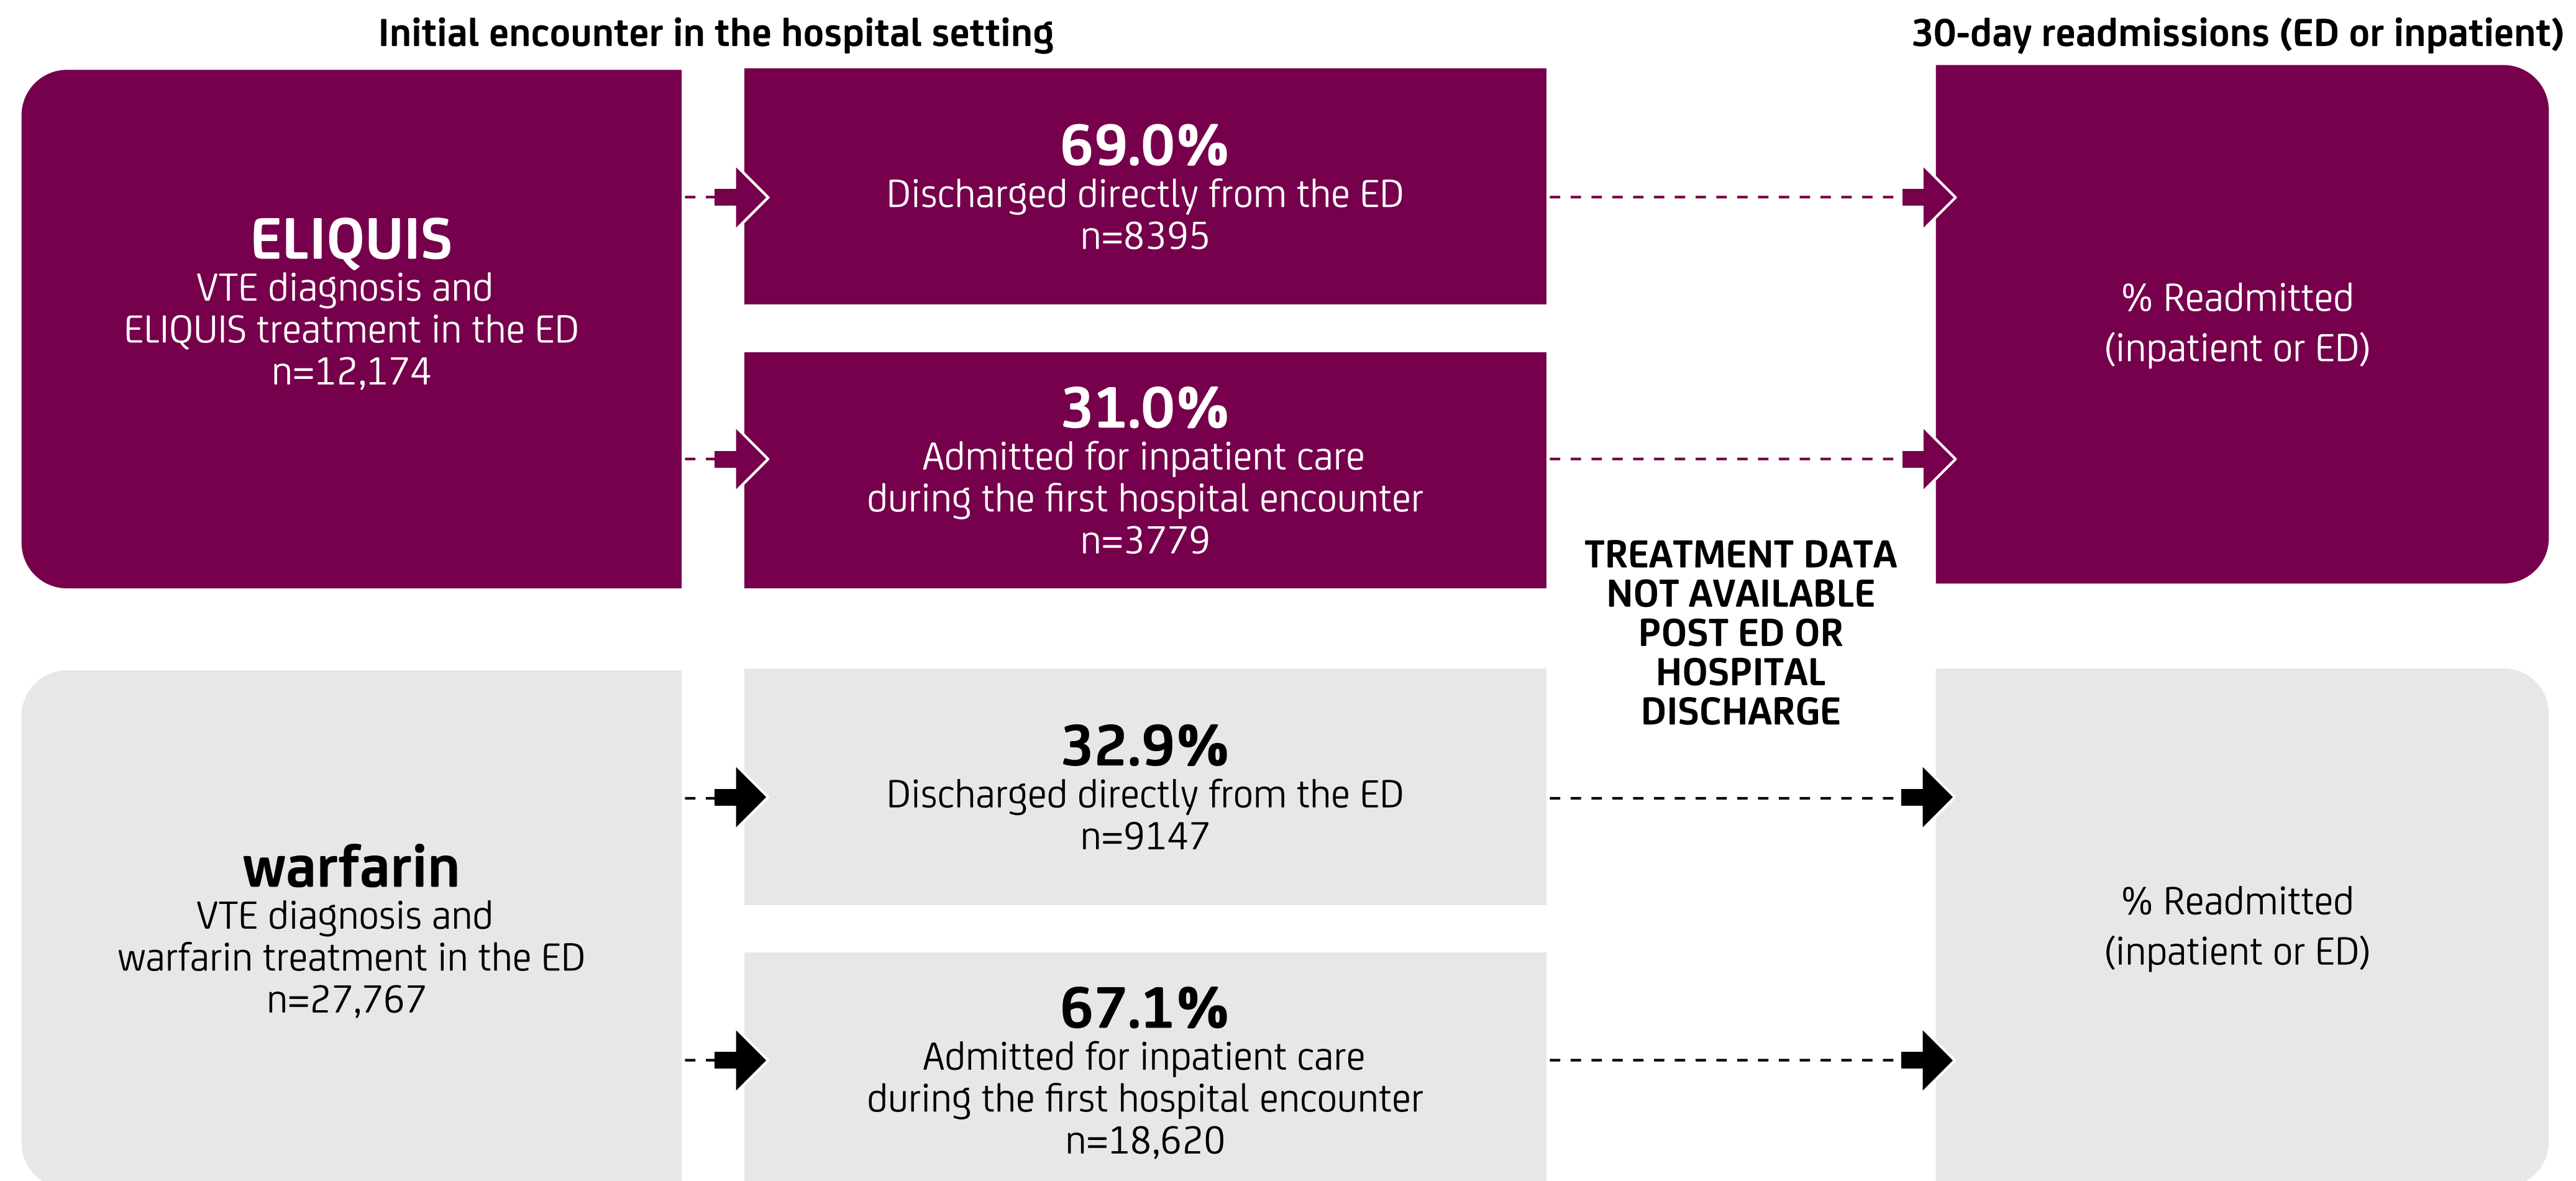 Initial encounter in the hospital setting
30-day readmissions (ED or inpatient)
ELIQUIS
VTE diagnosis and
ELIQUIS treatment in the ED
n=12,174
69.0%
Discharged directly from the ED
n=8395
31.0%
Admitted for inpatient care
during the first hospital encounter
n=3779
% Readmitted
(inpatient or ED)
TREATMENT DATA
NOT AVAILABLE
POST ED OR
HOSPITAL
DISCHARGE
warfarin
VTE diagnosis and
warfarin treatment in the ED
n=27,767
32.9%
Discharged directly from the ED
n=9147
67.1%
Admitted for inpatient care
during the first hospital encounter
n=18,620
% Readmitted
(inpatient or ED)